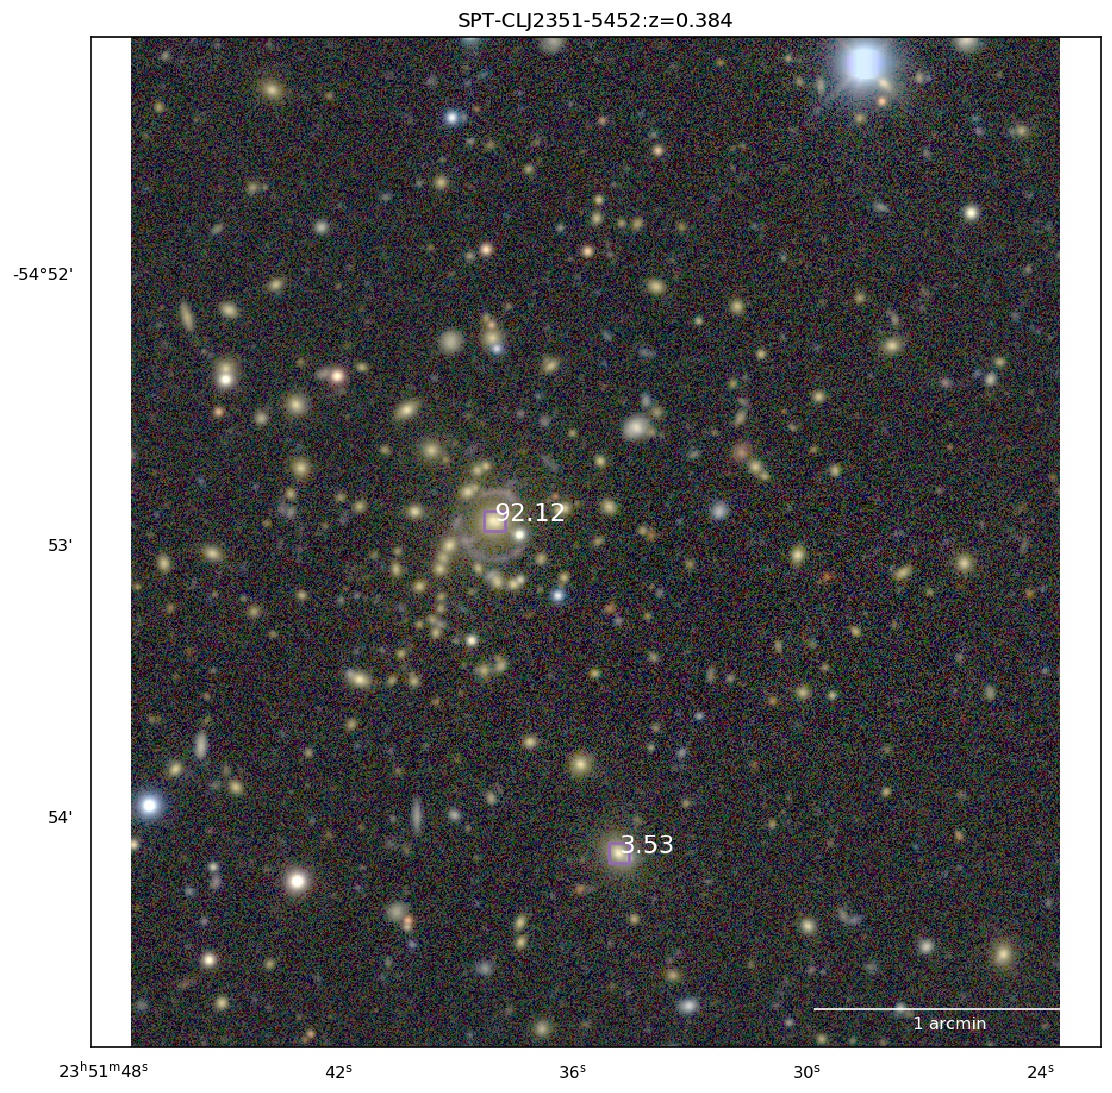 SPT-CLJ2351-5452:z=0.384
-54°52'
92.12
53'
54'
3.53
1 arcmin
23ʰ51ᵐ48ˢ 42ˢ 36ˢ 30ˢ 24ˢ